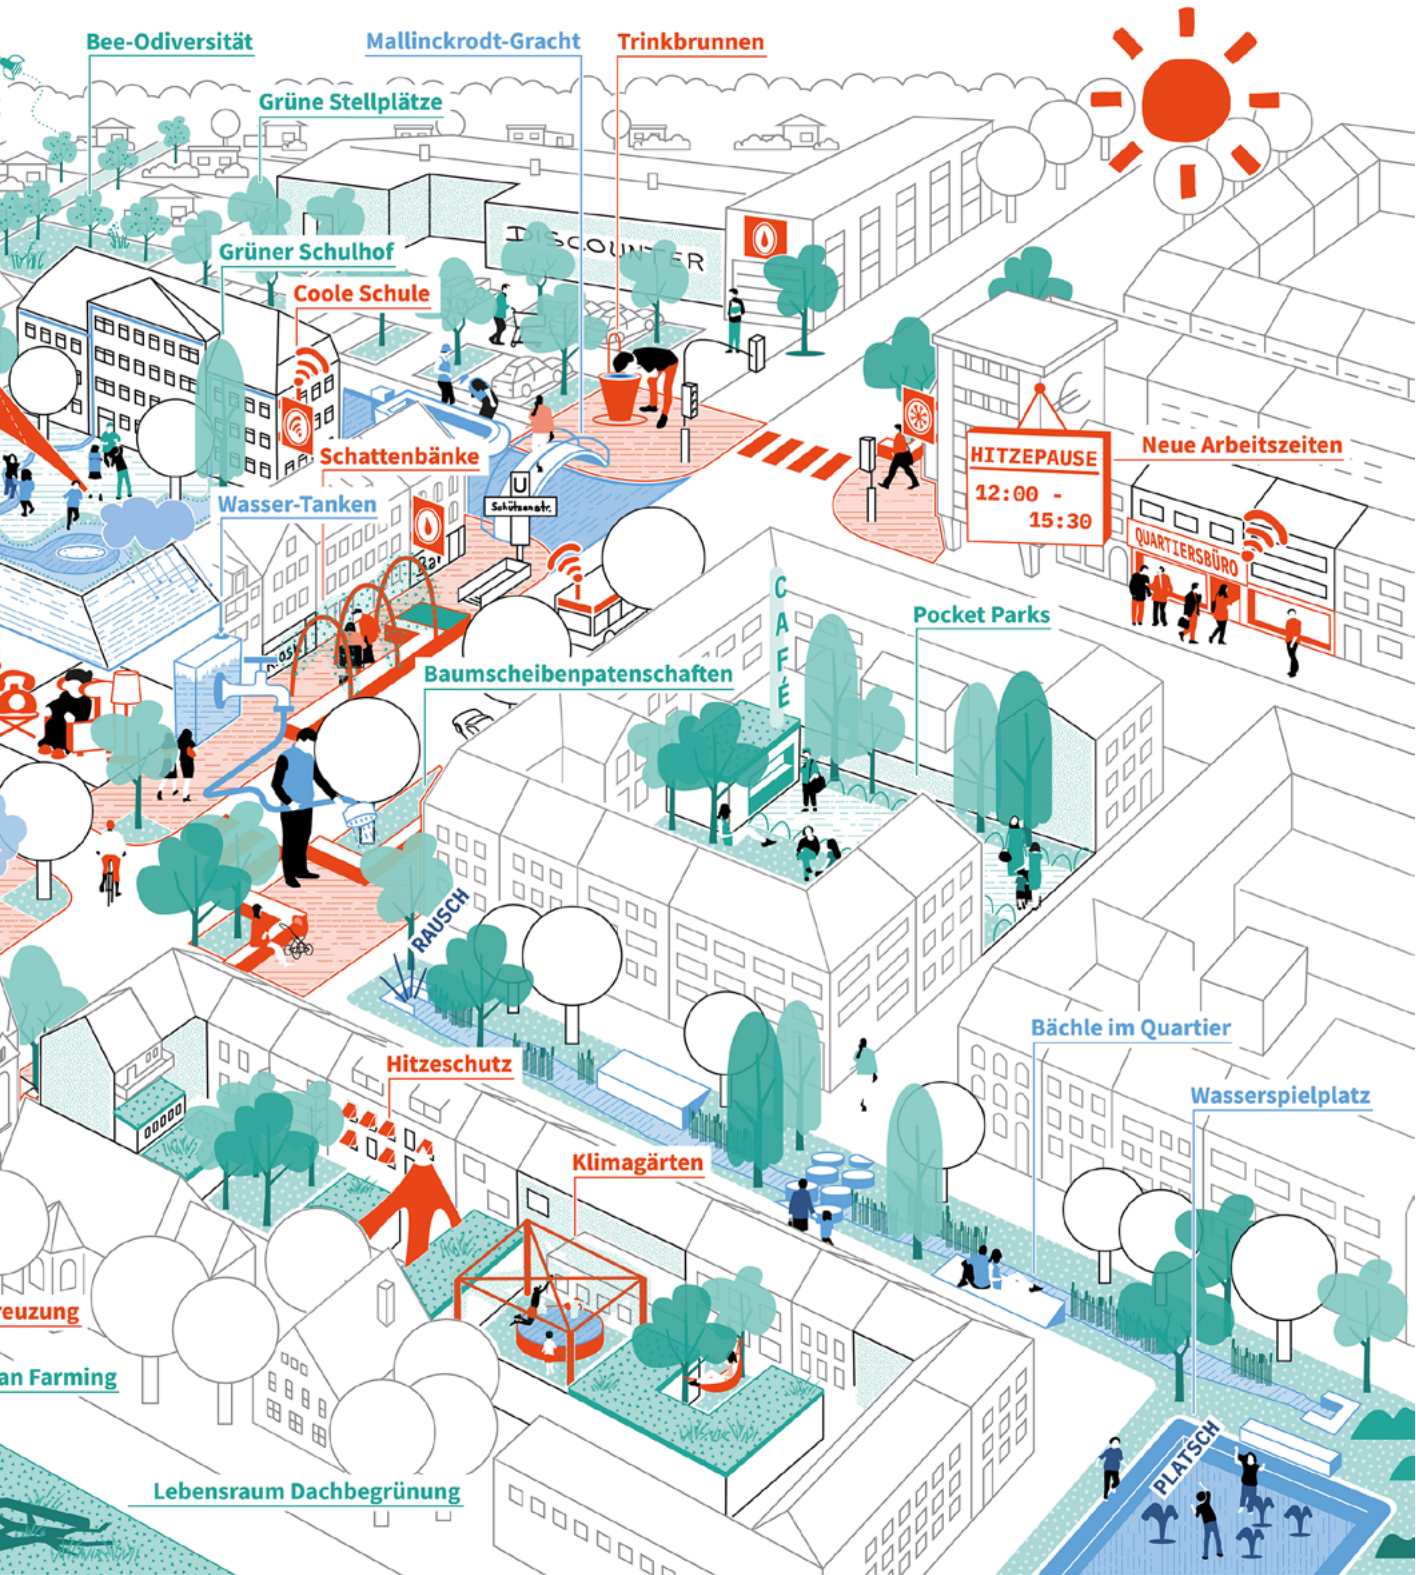 Bee-Odiversität
Mallinckrodt-Gracht
Trinkbrunnen
Grüne Stellplätze
DISCOUNTER
Grüner Schulhof
Coole Schule
Schattenbänke
Neue Arbeitszeiten
HITZEPAUSE
12:00 -
15:30
Wasser-Tanken
U
Schützenstr.
QUARTIERSBÜRO
CAFÉ
Pocket Parks
Baumscheibenpatenschaften
RAUSCH
Bächle im Quartier
Hitzeschutz
Wasserspielplatz
Klimagärten
reuzung
an Farming
PLATSCH
Lebensraum Dachbegrünung